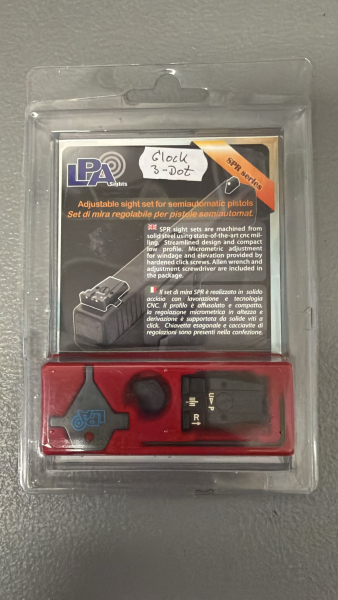 LPA
Sights
Glock
3-Dot
SPR series
Adjustable sight set for semiautomatic pistols
Set di mira regolabile per pistole semiautomat.
SPR sight sets are machined from
solid steel using state-of-the-art cnc mil-
ling. Streamlined design and compact
low profile. Micrometric adjustment
for windage and elevation provided by
hardened click screws. Allen wrench and
adjustment screwdriver are included in
the package.
Il set di mira SPR è realizzato in solido
acciaio con lavorazione e tecnologia
CNC. Il profilo è affusolato e compatto,
la regolazione micrometrica in altezza e
derivazione è supportata da solide viti a
click. Chiavetta esagonale e cacciavite di
regolazioni sono presenti nella confezione.
LPA
UP
R